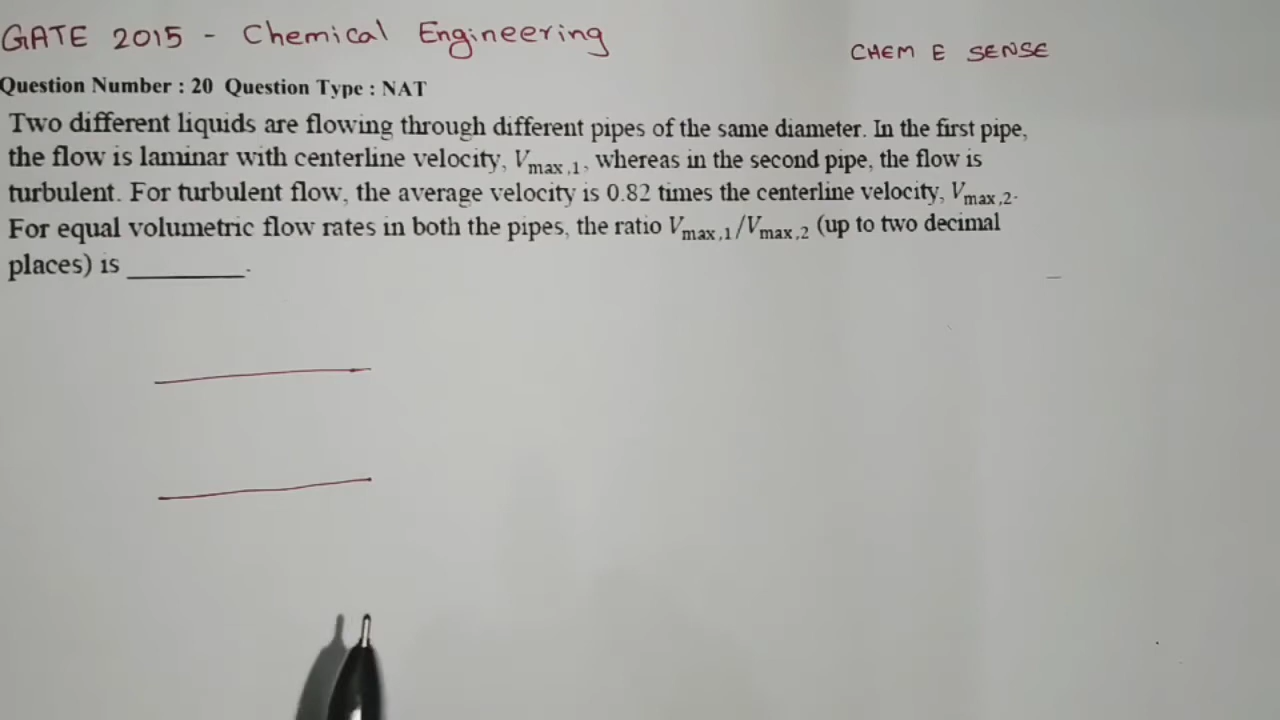 GATE 2015 - Chemical Engineering
CHEM E SENSE
Question Number : 20 Question Type : NAT
Two different liquids are flowing through different pipes of the same diameter. In the first pipe,
the flow is laminar with centerline velocity, Vmax,1, whereas in the second pipe, the flow is
turbulent. For turbulent flow, the average velocity is 0.82 times the centerline velocity, Vmax,2.
For equal volumetric flow rates in both the pipes, the ratio Vmax,1/Vmax,2 (up to two decimal
places) is _________.